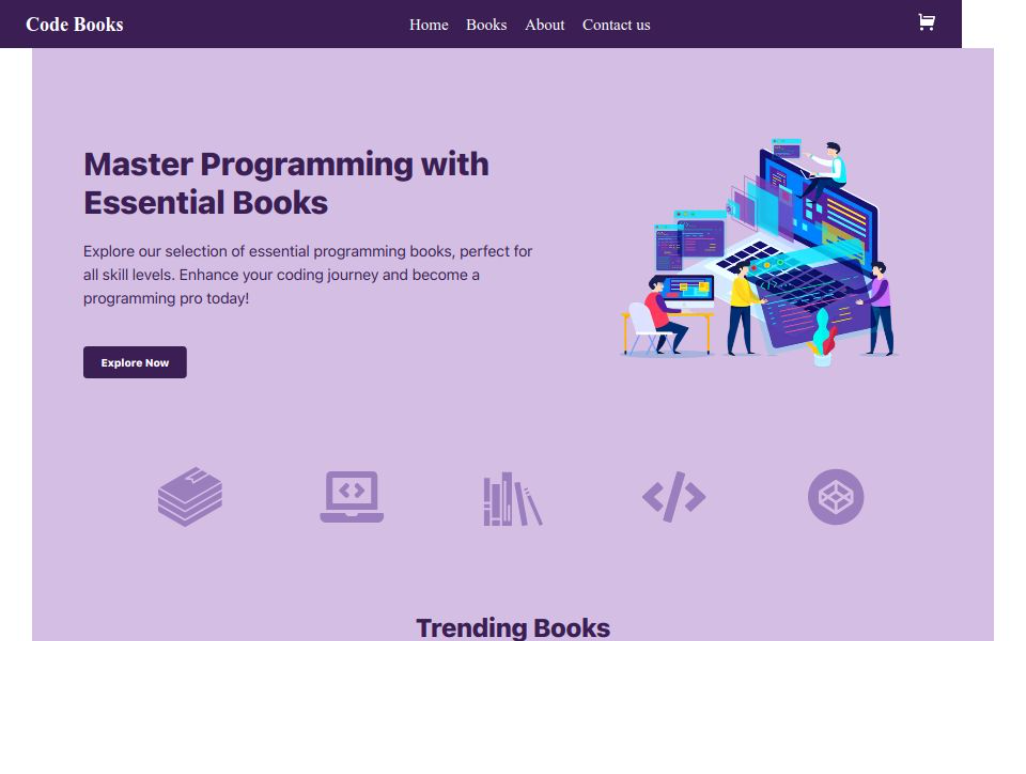 Code Books
Home Books About Contact us
Master Programming with
Essential Books
Explore our selection of essential programming books, perfect for
all skill levels. Enhance your coding journey and become a
programming pro today!
Explore Now
Trending Books